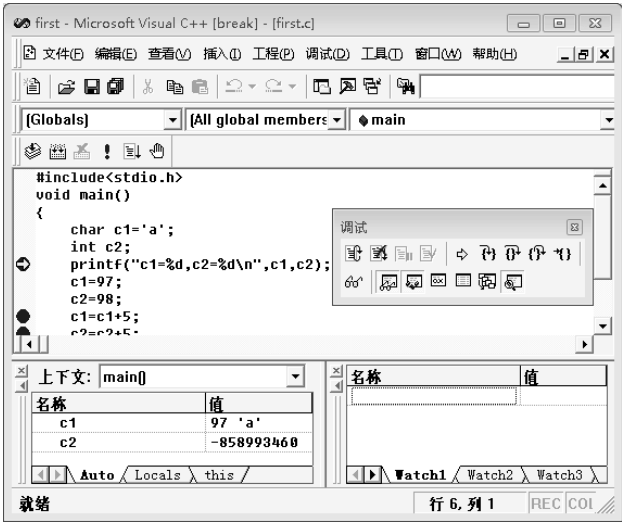 first - Microsoft Visual C++ [break] - [first.c]
文件(F) 编辑(E) 查看(V) 插入(I) 工程(P) 调试(D) 工具(T) 窗口(W) 帮助(H)
(Globals) (All global members main
#include<stdio.h>
void main()
{
char c1='a';
int c2;
printf("c1=%d,c2=%d\n",c1,c2);
c1=97;
c2=98;
c1=c1+5;
c2=c2+5;
调试
上下文: main()
名称 值
c1 97 'a'
c2 -858993460
Auto Locals this
名称 值
Watch1 Watch2 Watch3
就绪 行 6, 列 1 REC COL